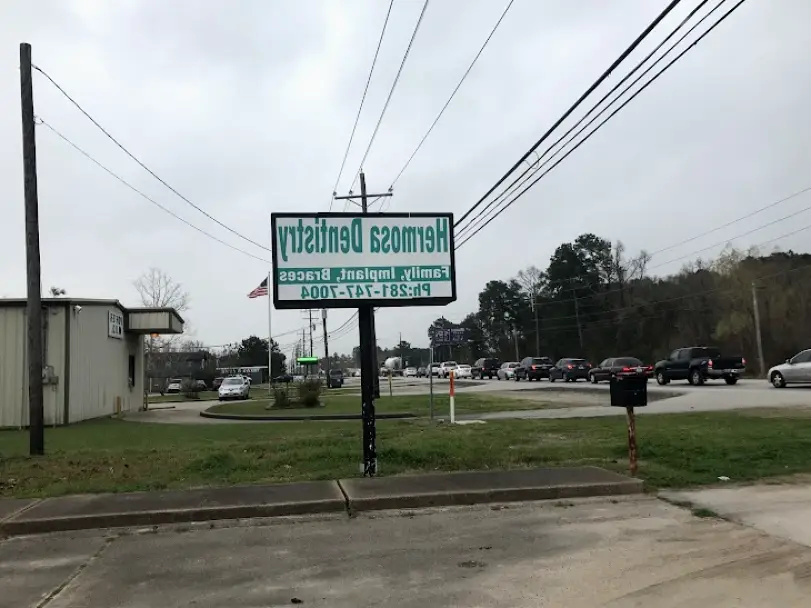 Hermosa Dentistry
Family, Implant, Braces
Ph:281-747-7004